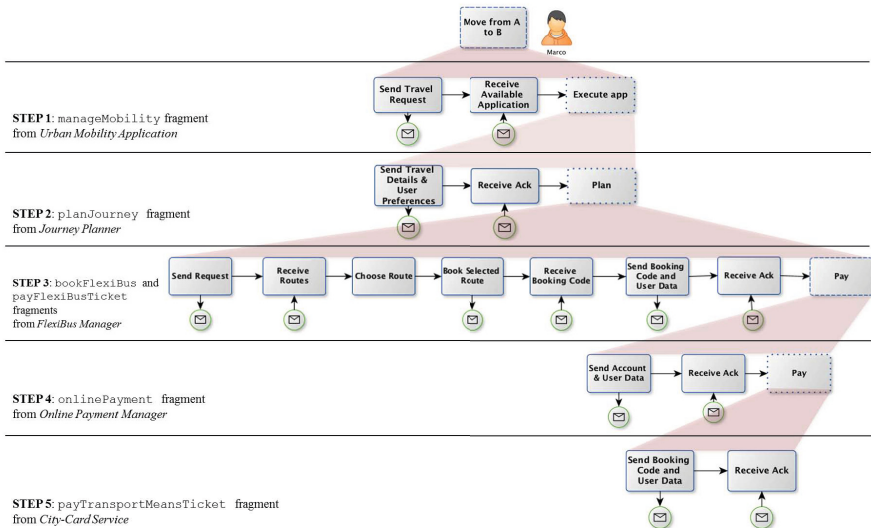 Move from A
to B
Marco
Send Travel
Request
Receive
Available
Application
Execute app
STEP 1: manageMobility fragment
from Urban Mobility Application
Send Travel
Details &
User
Preferences
Receive Ack
Plan
STEP 2: planJourney fragment
from Journey Planner
Send Request
Receive
Routes
Choose Route
Book Selected
Route
Receive
Booking Code
Send Booking
Code and
User Data
Receive Ack
Pay
STEP 3: bookFlexiBus and
payFlexiBusTicket
fragments
from FlexiBus Manager
Send Account
& User Data
Receive Ack
Pay
STEP 4: onlinePayment fragment
from Online Payment Manager
Send Booking
Code and
User Data
Receive Ack
STEP 5: payTransportMeansTicket fragment
from City-Card Service